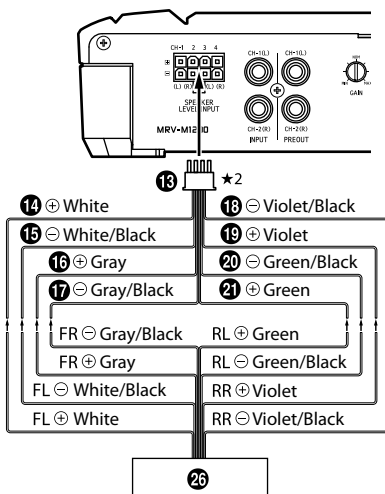 CH-1 2 3 4
⊕
⊖
(L) (R) (L) (R)
SPEAKER
LEVEL INPUT
MRV-M1200
CH-1(L) CH-1(L)
CH-2(R) CH-2(R)
INPUT PREOUT
MIN MAX
GAIN
13 ★2
14 ⊕ White
15 ⊖ White/Black
16 ⊕ Gray
17 ⊖ Gray/Black
18 ⊖ Violet/Black
19 ⊕ Violet
20 ⊖ Green/Black
21 ⊕ Green
FR ⊖ Gray/Black
FR ⊕ Gray
FL ⊖ White/Black
FL ⊕ White
RL ⊕ Green
RL ⊖ Green/Black
RR ⊕ Violet
RR ⊖ Violet/Black
26